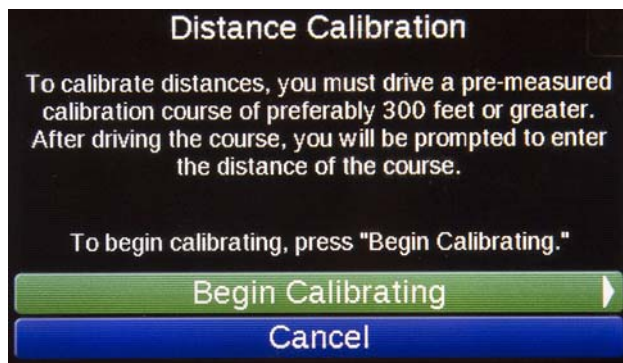 Distance Calibration
To calibrate distances, you must drive a pre-measured
calibration course of preferably 300 feet or greater.
After driving the course, you will be prompted to enter
the distance of the course.
To begin calibrating, press "Begin Calibrating."
Begin Calibrating
Cancel